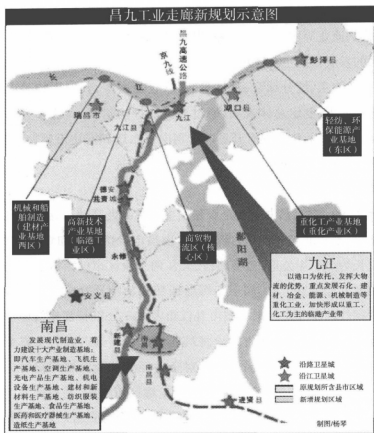 昌九工业走廊新规划示意图
昌九高速公路
京九线
长
江
彭泽县
瑞昌市
九江县
九江
湖口县
轻纺、环
保能源产
业基地
(东区)
机械和船
舶制造
(建材产
业基地
西区)
高新技术
产业基地
(临港工
业区)
商贸物
流区(核
心区)
重化工产业基地
(重化产业区)
德安
共青城
鄱阳湖
永修
安义县
新建县
南昌
南昌县
进贤县
九江
以港口为依托,发挥大物
流的优势,重点发展石化、建
材、冶金、能源、机械制造等
重化工业,加快形成以重工、
化工为主的临港产业带
南昌
发展现代制造业,着
力建设十大产业制造基地:
即汽车生产基地、飞机生
产基地、空调生产基地、
光电产品生产基地、机电
设备生产基地、建材和新
材料生产基地、纺织服装
生产基地、食品生产基地、
医药和医疗器械生产基地、
造纸生产基地
沿路卫星城
沿江卫星城
原规划所含县市区域
新增规划区域
制图/杨琴